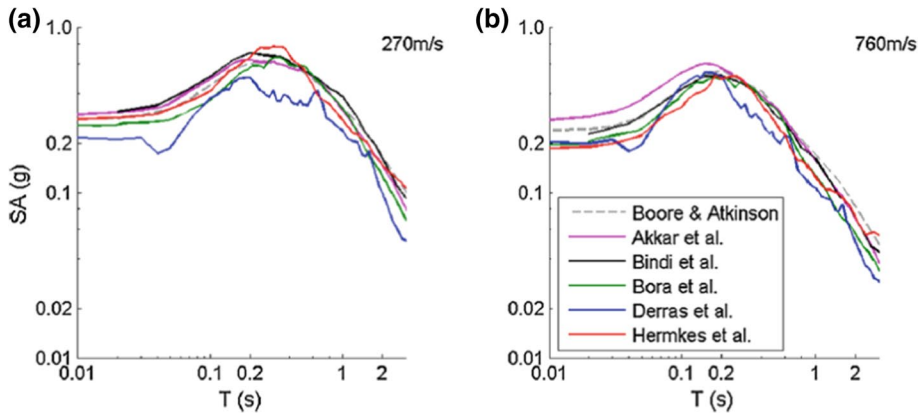 (a)
270m/s
SA (g)
1.0
0.2
0.1
0.02
0.01
0.01
0.1
0.2
1
2
T (s)
(b)
760m/s
1.0
0.2
0.1
0.02
0.01
Boore & Atkinson
Akkar et al.
Bindi et al.
Bora et al.
Derras et al.
Hermkes et al.
0.01
0.1
0.2
1
2
T (s)